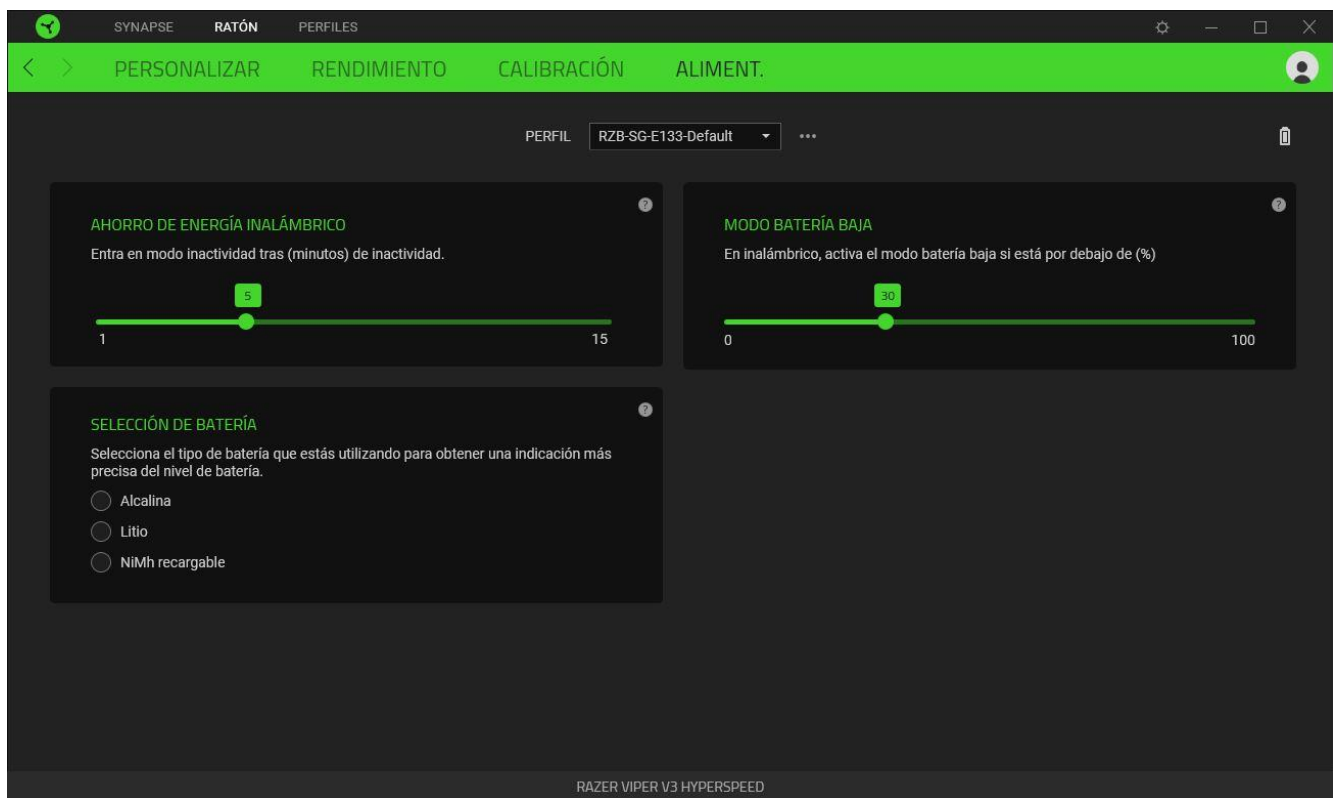 SYNAPSE RATÓN PERFILES
PERSONALIZAR RENDIMIENTO CALIBRACIÓN ALIMENT.
PERFIL RZB-SG-E133-Default
AHORRO DE ENERGÍA INALÁMBRICO
Entra en modo inactividad tras (minutos) de inactividad.
5
1 15
MODO BATERÍA BAJA
En inalámbrico, activa el modo batería baja si está por debajo de (%)
30
0 100
SELECCIÓN DE BATERÍA
Selecciona el tipo de batería que estás utilizando para obtener una indicación más
precisa del nivel de batería.
Alcalina
Litio
NiMh recargable
RAZER VIPER V3 HYPERSPEED